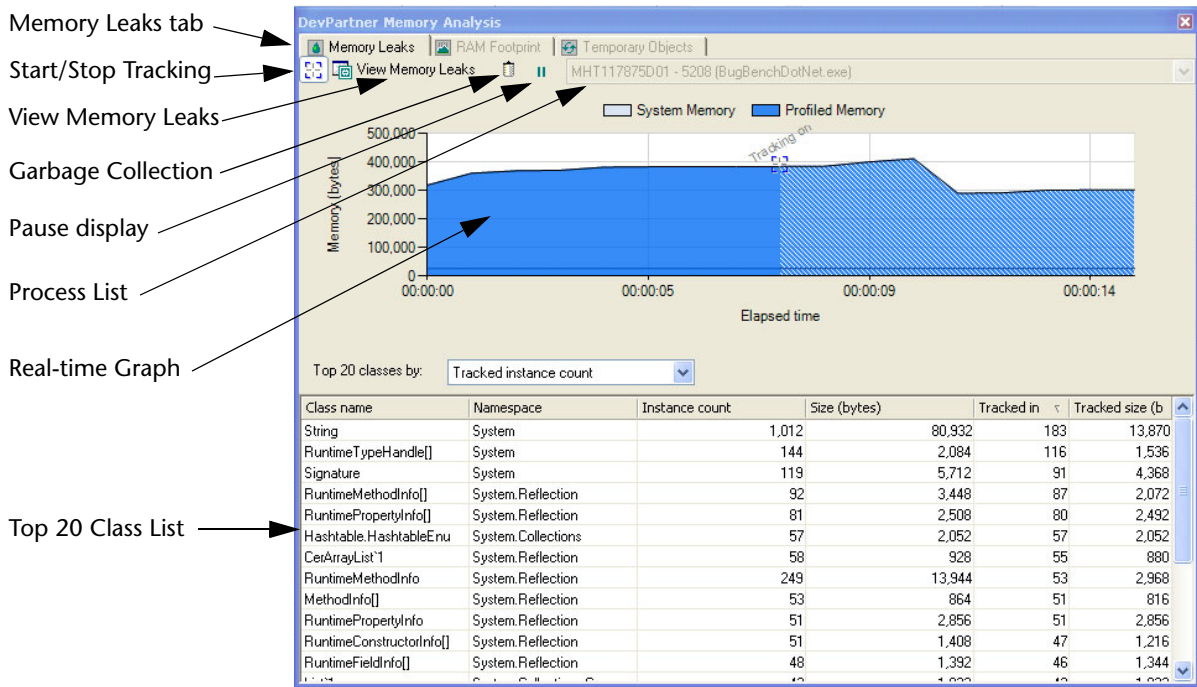 Memory Leaks tab
Start/Stop Tracking
View Memory Leaks
Garbage Collection
Pause display
Process List
Real-time Graph
Top 20 Class List
DevPartner Memory Analysis
Memory Leaks RAM Footprint Temporary Objects
View Memory Leaks MHT117875D01 - 5208 (BugBenchDotNet.exe)
System Memory Profiled Memory
Tracking on
Memory (bytes)
500,000
400,000
300,000
200,000
100,000
0
00:00:00 00:00:05 00:00:09 00:00:14
Elapsed time
Top 20 classes by: Tracked instance count
Class name Namespace Instance count Size (bytes) Tracked in Tracked size (b
String System 1,012 80,932 183 13,870
RuntimeTypeHandle[] System 144 2,084 116 1,536
Signature System 119 5,712 91 4,368
RuntimeMethodInfo[] System.Reflection 92 3,448 87 2,072
RuntimePropertyInfo[] System.Reflection 81 2,508 80 2,492
Hashtable.HashtableEnu System.Collections 57 2,052 57 2,052
CerArrayList`1 System.Reflection 58 928 55 880
RuntimeMethodInfo System.Reflection 249 13,944 53 2,968
MethodInfo[] System.Reflection 53 864 51 816
RuntimePropertyInfo System.Reflection 51 2,856 51 2,856
RuntimeConstructorInfo[] System.Reflection 51 1,408 47 1,216
RuntimeFieldInfo[] System.Reflection 48 1,392 46 1,344